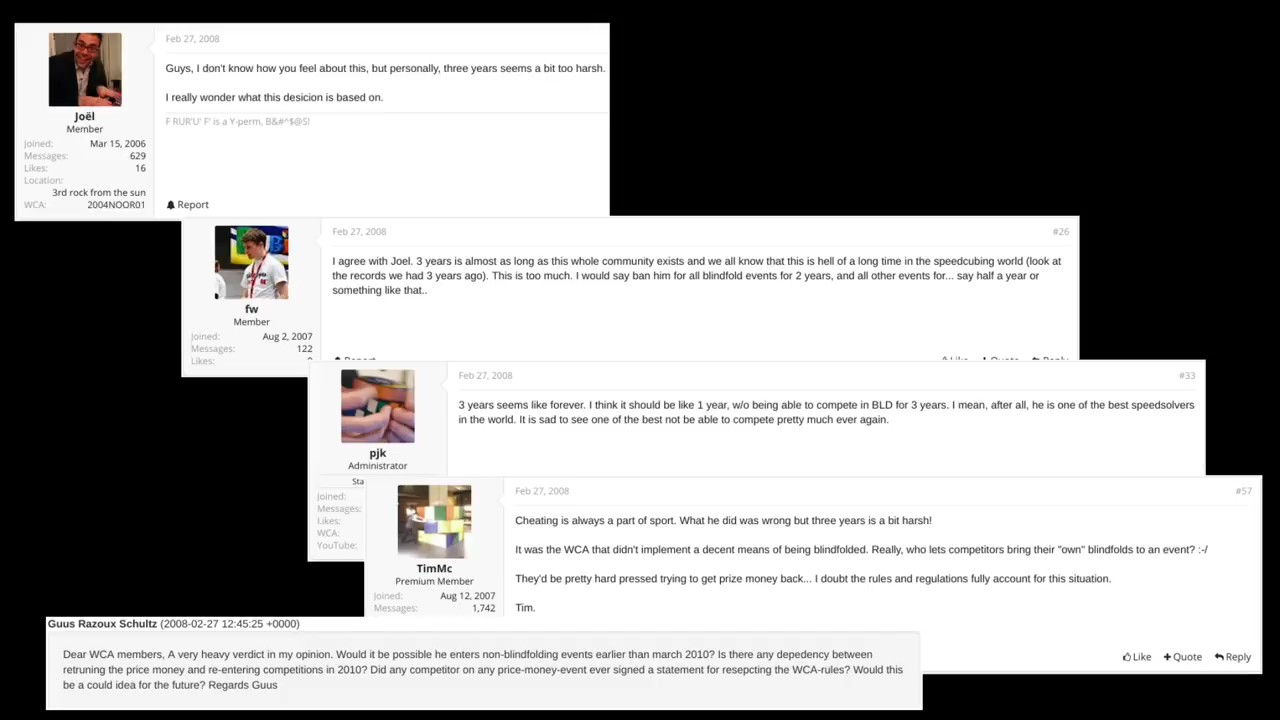 Feb 27, 2008
Guys, I don't know how you feel about this, but personally, three years seems a bit too harsh.
I really wonder what this desicion is based on.
F RUR'U' F' is a Y-perm, B&#^$@S!
Joël
Member
Joined: Mar 15, 2006
Messages: 629
Likes: 16
Location:
3rd rock from the sun
WCA: 2004NOOR01
Report
Feb 27, 2008 #26
I agree with Joel. 3 years is almost as long as this whole community exists and we all know that this is hell of a long time in the speedcubing world (look at
the records we had 3 years ago). This is too much. I would say ban him for all blindfold events for 2 years, and all other events for... say half a year or
something like that..
fw
Member
Joined: Aug 2, 2007
Messages: 122
Likes:
Report Like Quote Reply
Feb 27, 2008 #33
3 years seems like forever. I think it should be like 1 year, w/o being able to compete in BLD for 3 years. I mean, after all, he is one of the best speedsolvers
in the world. It is sad to see one of the best not be able to compete pretty much ever again.
pjk
Administrator
Sta
Joined:
Messages:
Likes:
WCA:
YouTube:
Feb 27, 2008 #57
Cheating is always a part of sport. What he did was wrong but three years is a bit harsh!
It was the WCA that didn't implement a decent means of being blindfolded. Really, who lets competitors bring their "own" blindfolds to an event? :-/
They'd be pretty hard pressed trying to get prize money back... I doubt the rules and regulations fully account for this situation.
Tim.
TimMc
Premium Member
Joined: Aug 12, 2007
Messages: 1,742
Like +Quote Reply
Guus Razoux Schultz (2008-02-27 12:45:25 +0000)
Dear WCA members, A very heavy verdict in my opinion. Would it be possible he enters non-blindfolding events earlier than march 2010? Is there any depedency between
retruning the price money and re-entering competitions in 2010? Did any competitor on any price-money-event ever signed a statement for resepcting the WCA-rules? Would this
be a could idea for the future? Regards Guus